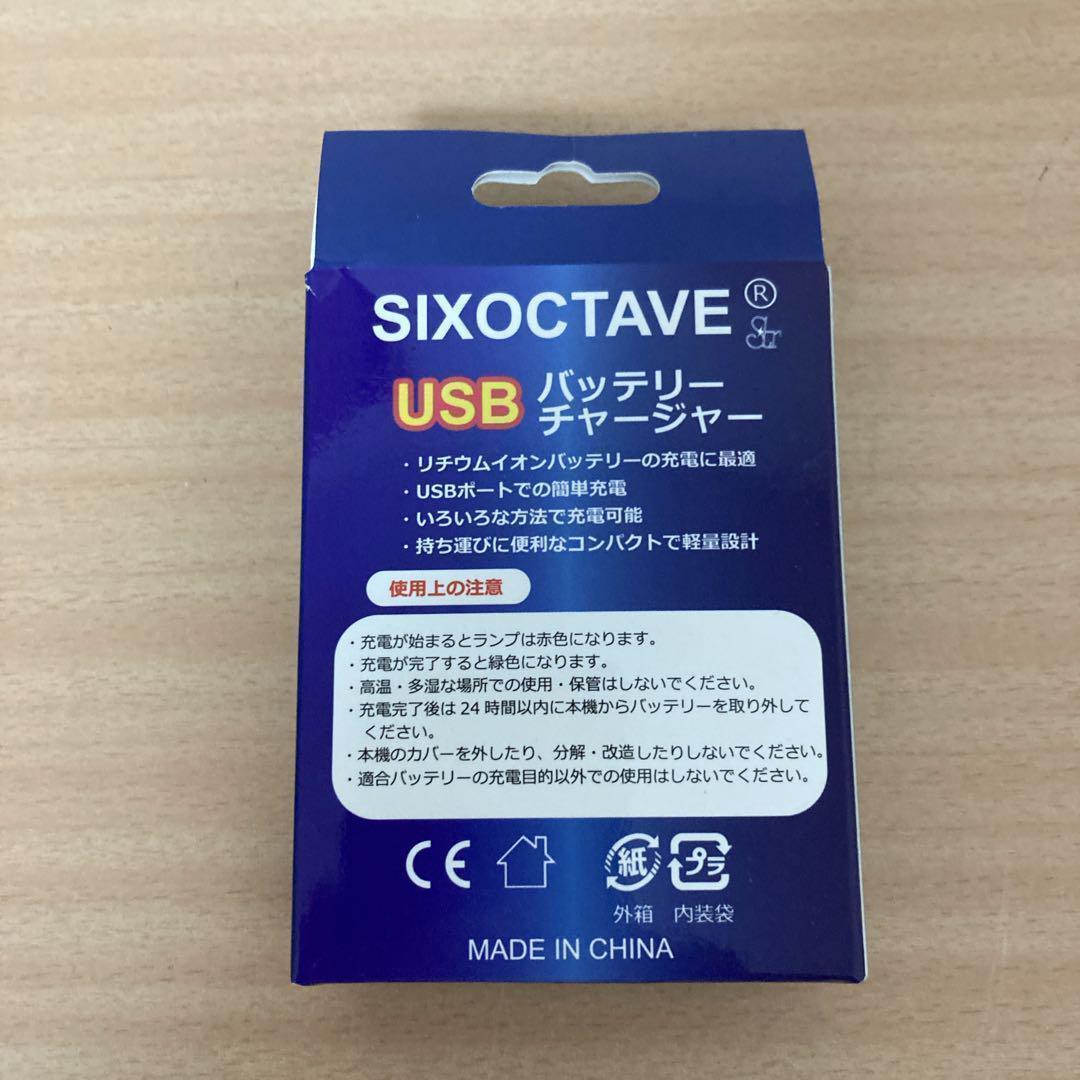 SIXOCTAVE ®
USB バッテリー
チャージャー
・リチウムイオンバッテリーの充電に最適
・USBポートでの簡単充電
・いろいろな方法で充電可能
・持ち運びに便利なコンパクトで軽量設計
使用上の注意
・充電が始まるとランプは赤色になります。
・充電が完了すると緑色になります。
・高温・多湿な場所での使用・保管はしないでください。
・充電完了後は 24 時間以内に本機からバッテリーを取り外して
ください。
・本機のカバーを外したり、分解・改造したりしないでください。
・適合バッテリーの充電目的以外での使用はしないでください。
CE 紙 プラ
外箱 内装袋
MADE IN CHINA